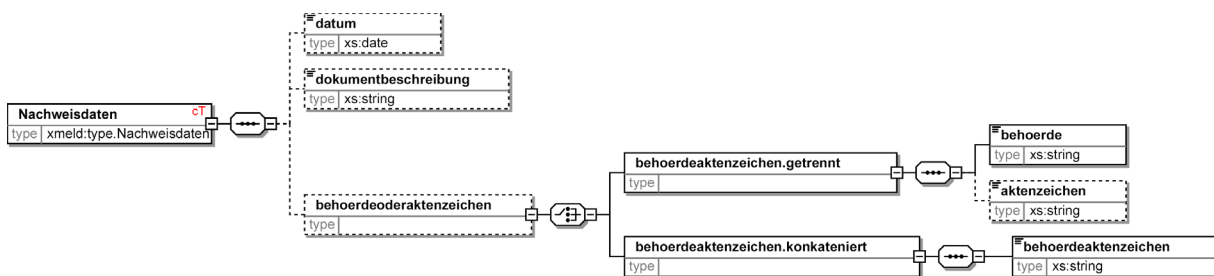 datum
type xs:date
dokumentbeschreibung
type xs:string
Nachweisdaten cT
type xmeld:type.Nachweisdaten
behoerdeoderaktenzeichen
type
behoerdeaktenzeichen.getrennt
type
behoerde
type xs:string
aktenzeichen
type xs:string
behoerdeaktenzeichen.konkateniert
type
behoerdeaktenzeichen
type xs:string